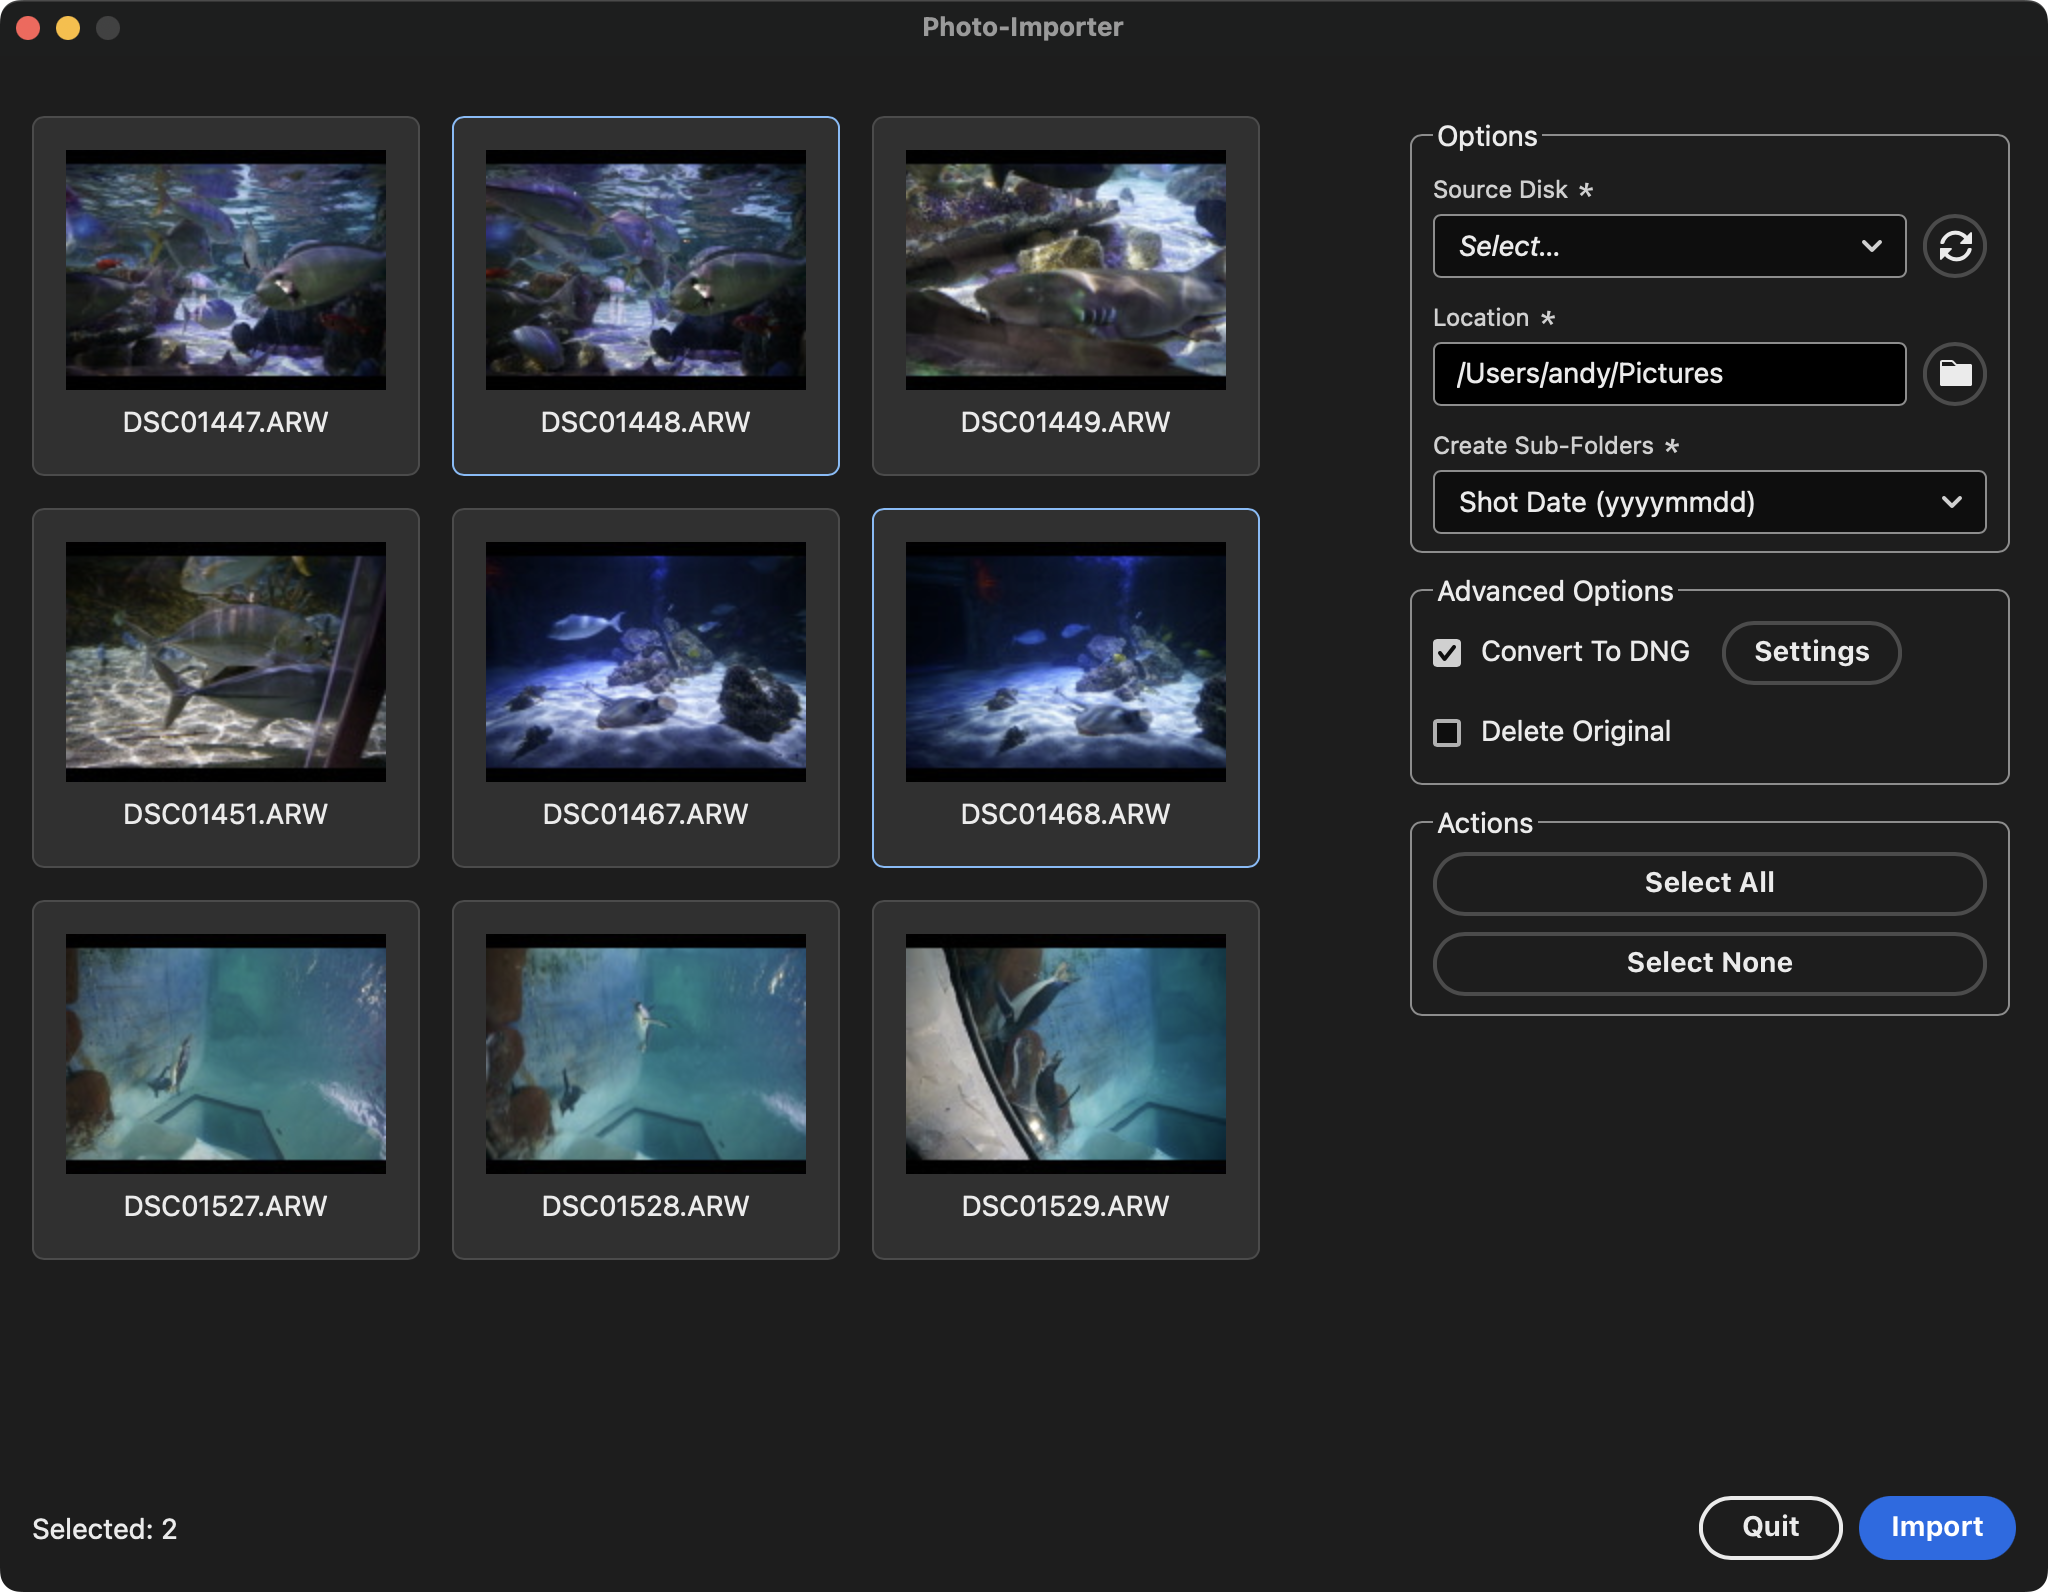 Photo-Importer
DSC01447.ARW
DSC01448.ARW
DSC01449.ARW
DSC01451.ARW
DSC01467.ARW
DSC01468.ARW
DSC01527.ARW
DSC01528.ARW
DSC01529.ARW
Options
Source Disk *
Select...
Location *
/Users/andy/Pictures
Create Sub-Folders *
Shot Date (yyyymmdd)
Advanced Options
Convert To DNG
Settings
Delete Original
Actions
Select All
Select None
Selected: 2
Quit
Import